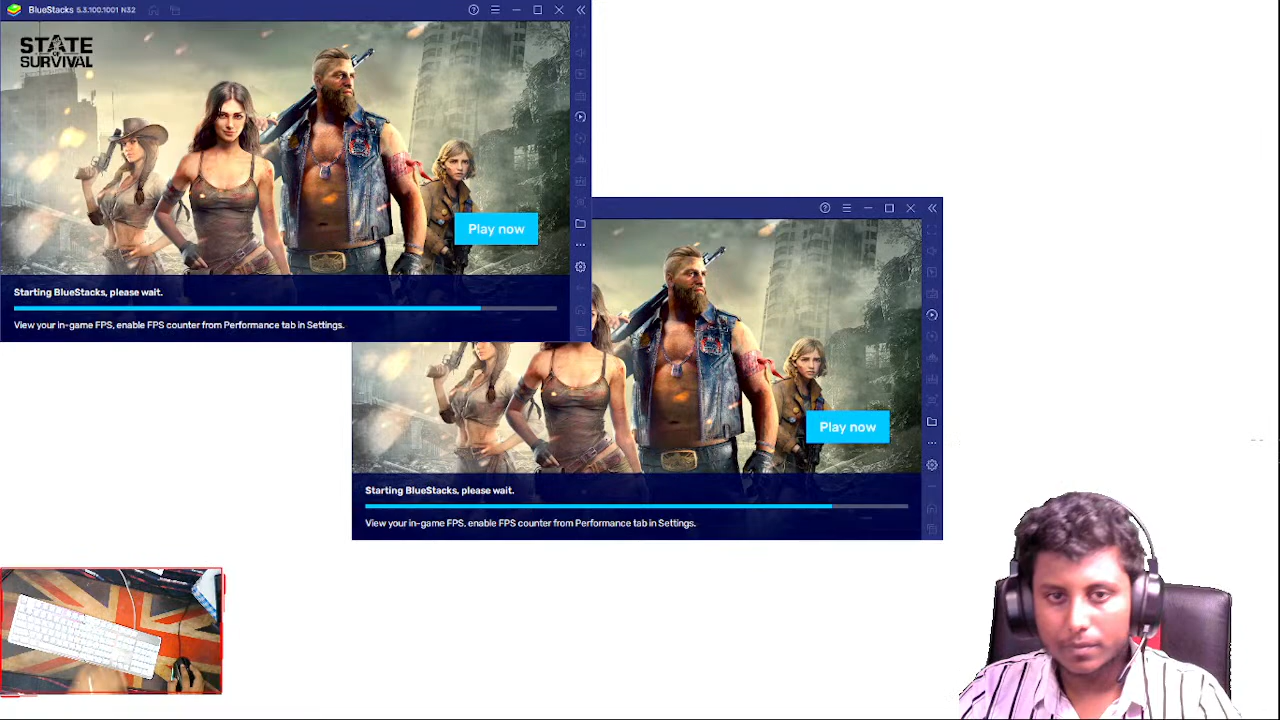 BlueStacks 5.3.100.1001 N32
STATE
OF
SURVIVAL
Play now
Starting BlueStacks, please wait.
View your in-game FPS, enable FPS counter from Performance tab in Settings.
Play now
Starting BlueStacks, please wait.
View your in-game FPS, enable FPS counter from Performance tab in Settings.